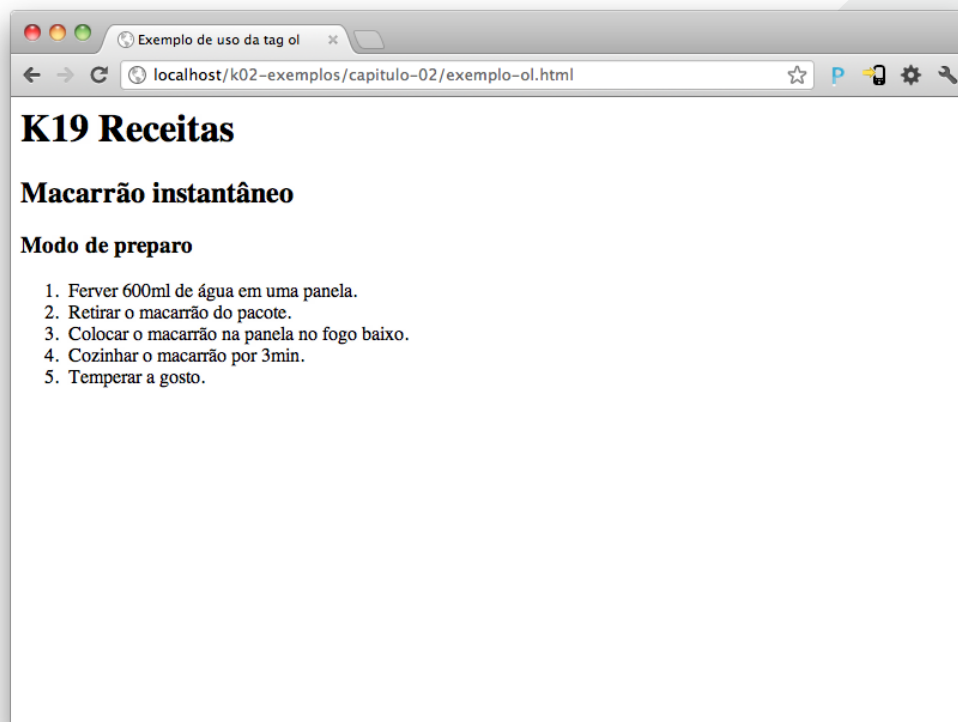 Exemplo de uso da tag ol
localhost/k02-exemplos/capitulo-02/exemplo-ol.html
P
K19 Receitas
Macarrão instantâneo
Modo de preparo
1. Ferver 600ml de água em uma panela.
2. Retirar o macarrão do pacote.
3. Colocar o macarrão na panela no fogo baixo.
4. Cozinhar o macarrão por 3min.
5. Temperar a gosto.